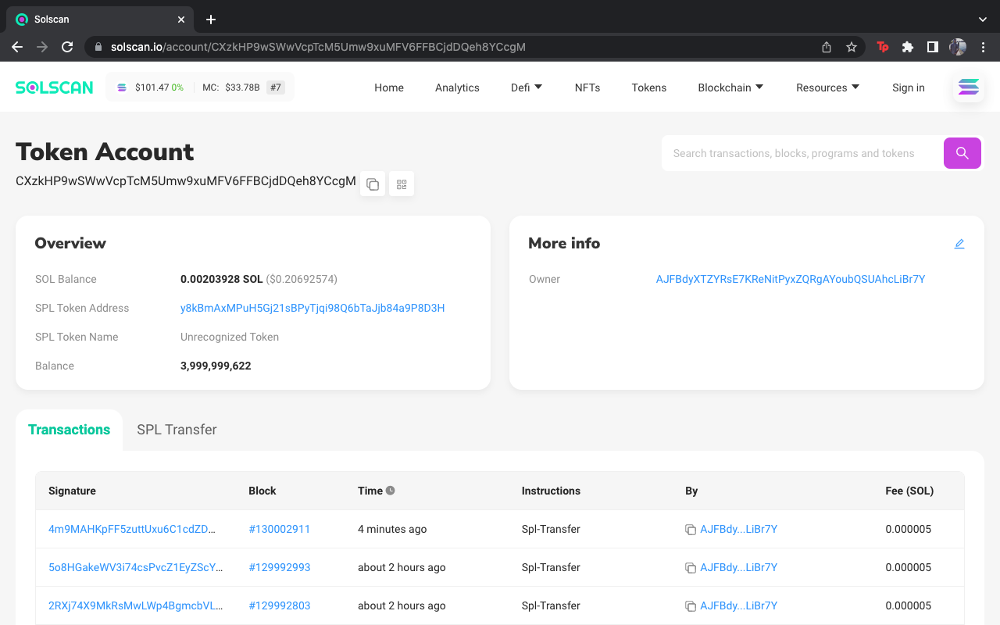 Solscan
solscan.io/account/CXzkHP9wSWwVcpTcM5Umw9xuMFV6FFBCjdDQeh8YCcgM
Tp
SOLSCAN $101.47 0% MC: $33.78B #7 Home Analytics Defi NFTs Tokens Blockchain Resources Sign in
Token Account
Search transactions, blocks, programs and tokens
CXzkHP9wSWwVcpTcM5Umw9xuMFV6FFBCjdDQeh8YCcgM
Overview
SOL Balance 0.00203928 SOL ($0.20692574)
SPL Token Address y8kBmAxMPuH5Gj21sBPyTjqi98Q6bTaJjb84a9P8D3H
SPL Token Name Unrecognized Token
Balance 3,999,999,622
More info
Owner AJFBdyXTZYRsE7KReNitPyxZQRgAYoubQSUAhcLiBr7Y
Transactions SPL Transfer
Signature Block Time Instructions By Fee (SOL)
4m9MAHKpFF5zuttUxu6C1cdZD... #130002911 4 minutes ago Spl-Transfer AJFBdy...LiBr7Y 0.000005
5o8HGakeWV3i74csPvcZ1EyZScY... #129992993 about 2 hours ago Spl-Transfer AJFBdy...LiBr7Y 0.000005
2RXj74X9MkRsMwLWp4BgmcbVL... #129992803 about 2 hours ago Spl-Transfer AJFBdy...LiBr7Y 0.000005